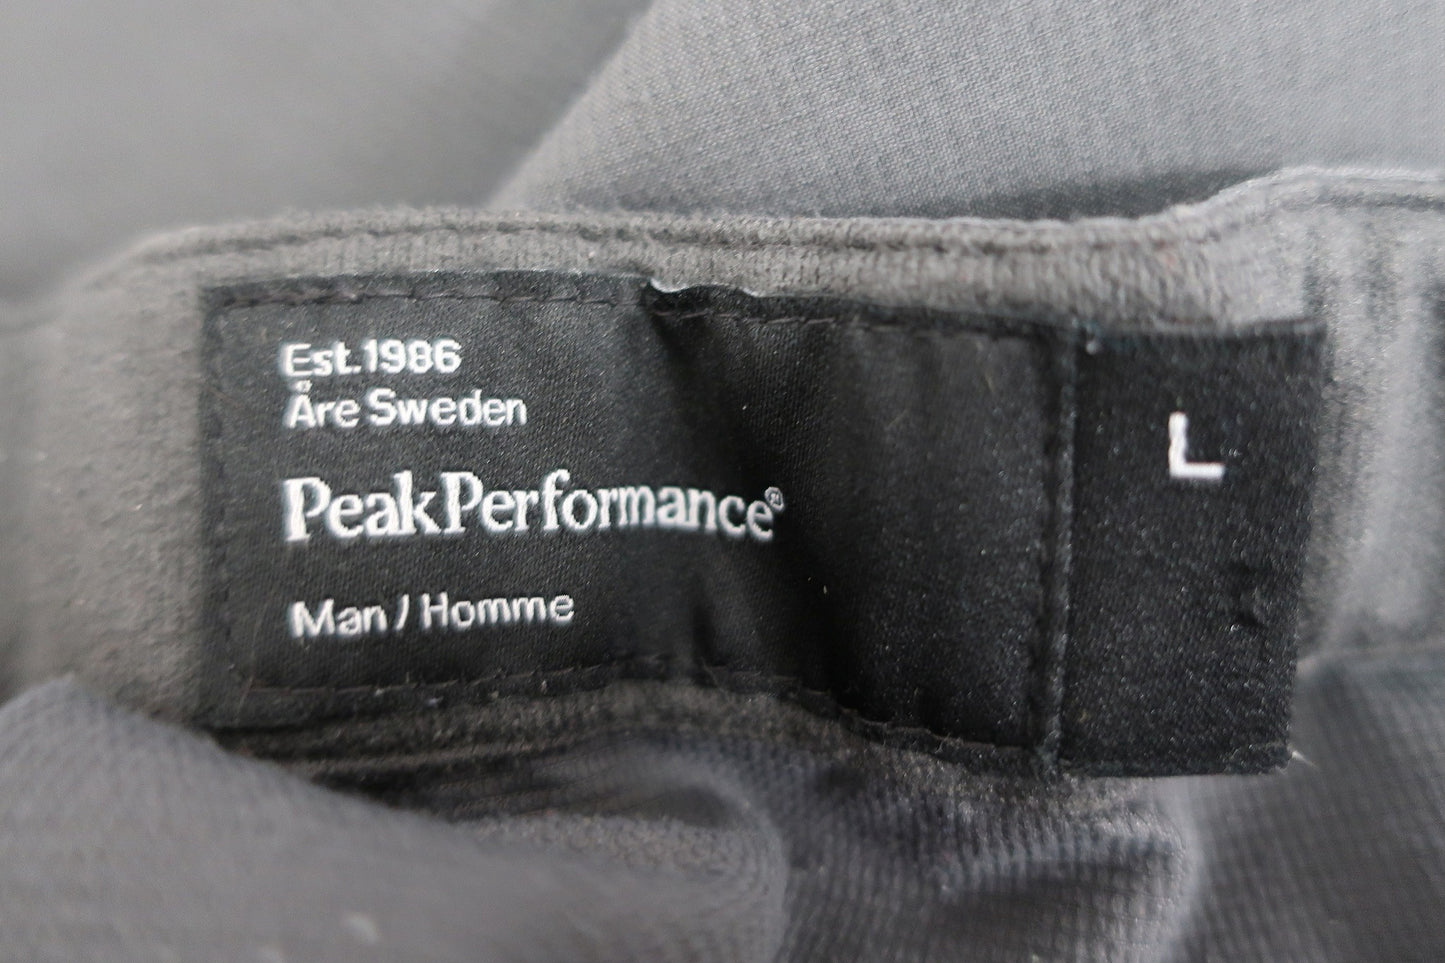 Est.1986
Åre Sweden
PeakPerformance®
Man / Homme
L